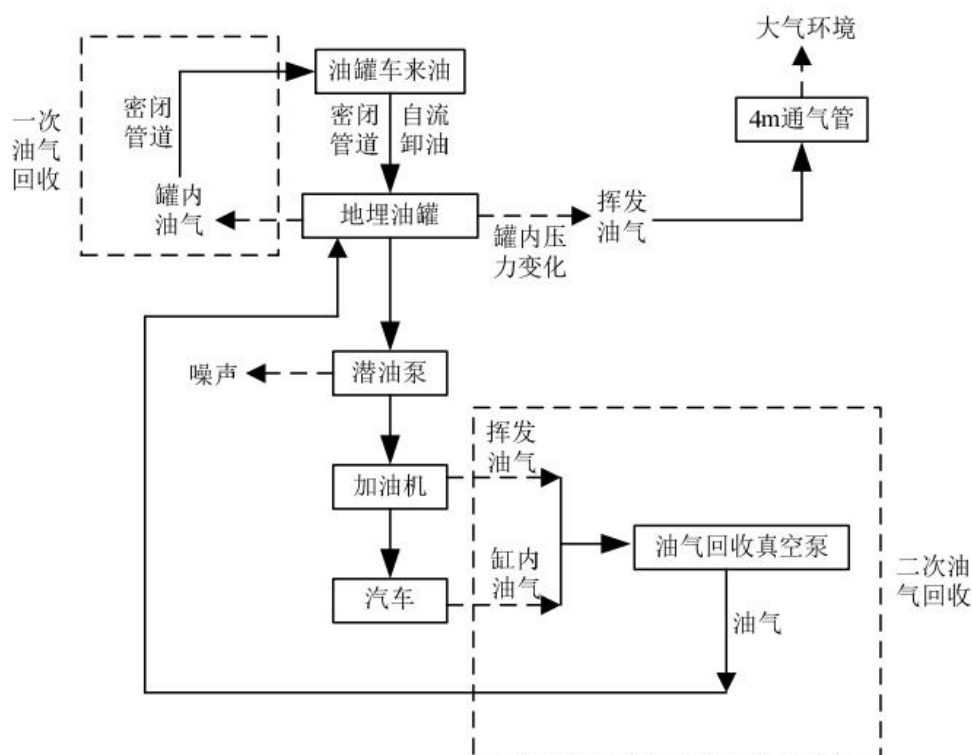 大气环境
油罐车来油
4m通气管
一次
油气
回收
密闭
管道
密闭
管道
自流
卸油
罐内
油气
地埋油罐
挥发
油气
罐内压
力变化
噪声
潜油泵
挥发
油气
加油机
油气回收真空泵
缸内
油气
汽车
二次油
气回收
油气